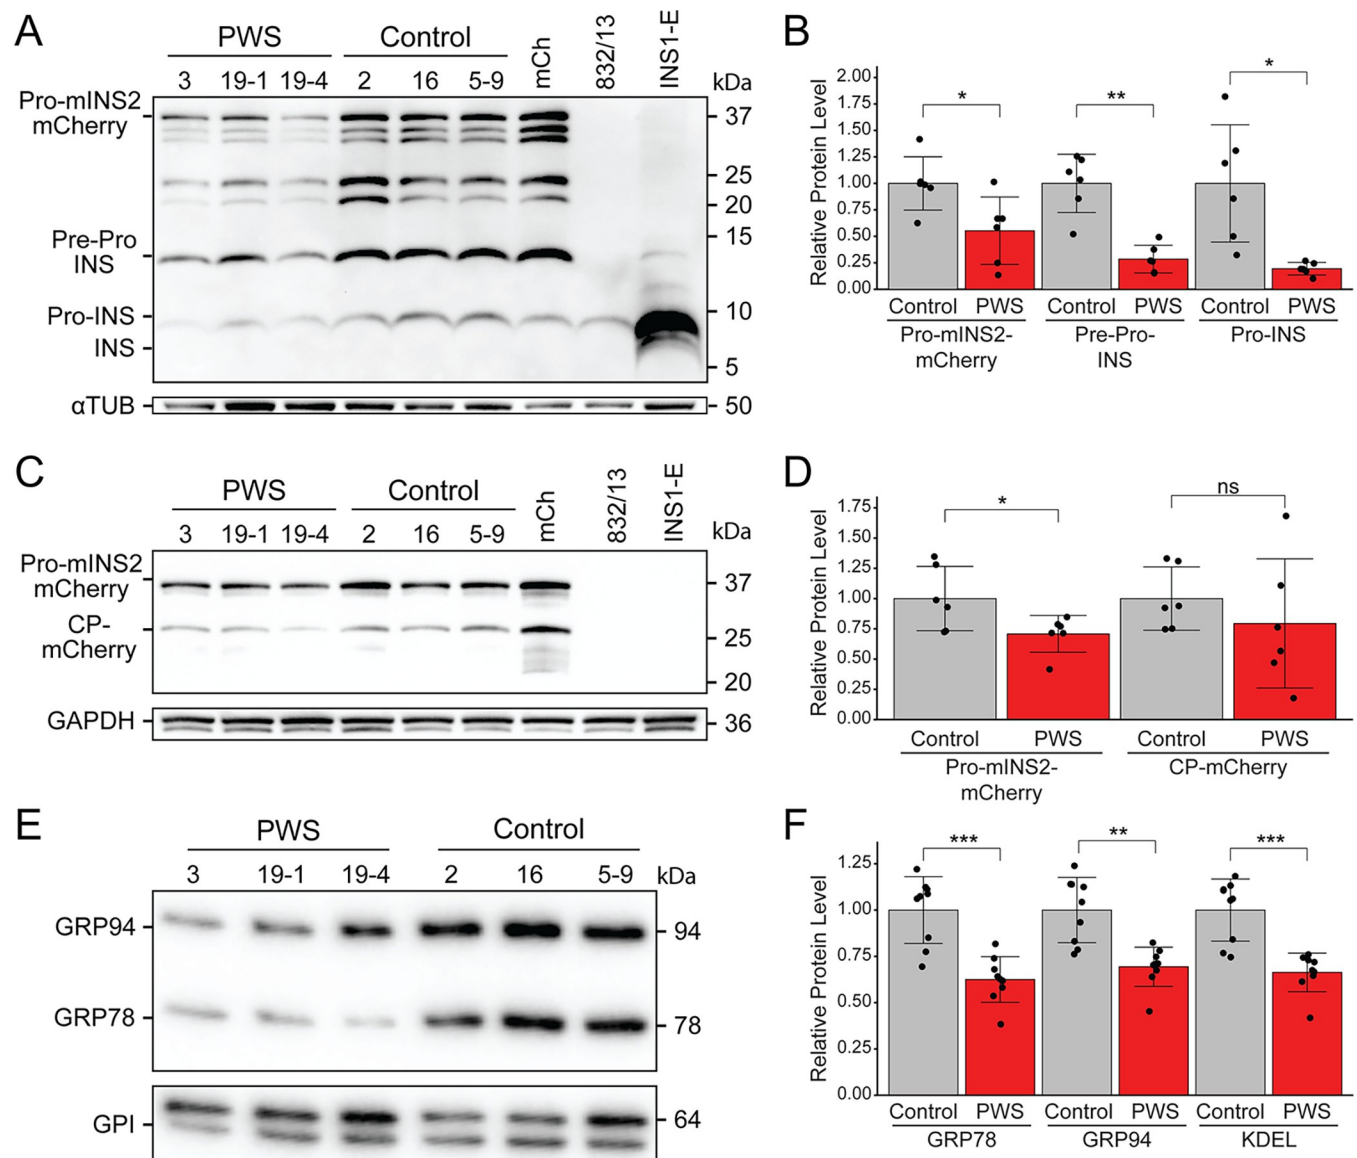 A
PWS
Control
mCh
832/13
INS1-E
3 19-1 19-4 2 16 5-9
kDa
Pro-mINS2
mCherry
37
25
20
Pre-Pro
INS
15
Pro-INS
10
INS
5
αTUB
50
B
Relative Protein Level
2.00
1.75
1.50
1.25
1.00
0.75
0.50
0.25
0.00
*
**
*
Control PWS Control PWS Control PWS
Pro-mINS2-
mCherry
Pre-Pro-
INS
Pro-INS
C
PWS
Control
mCh
832/13
INS1-E
3 19-1 19-4 2 16 5-9
kDa
Pro-mINS2
mCherry
37
CP-
mCherry
25
20
GAPDH
36
D
Relative Protein Level
1.75
1.50
1.25
1.00
0.75
0.50
0.25
0.00
*
ns
Control PWS Control PWS
Pro-mINS2-
mCherry
CP-mCherry
E
PWS
Control
3 19-1 19-4 2 16 5-9
kDa
GRP94
94
GRP78
78
GPI
64
F
Relative Protein Level
1.25
1.00
0.75
0.50
0.25
0.00
***
**
***
Control PWS Control PWS Control PWS
GRP78
GRP94
KDEL